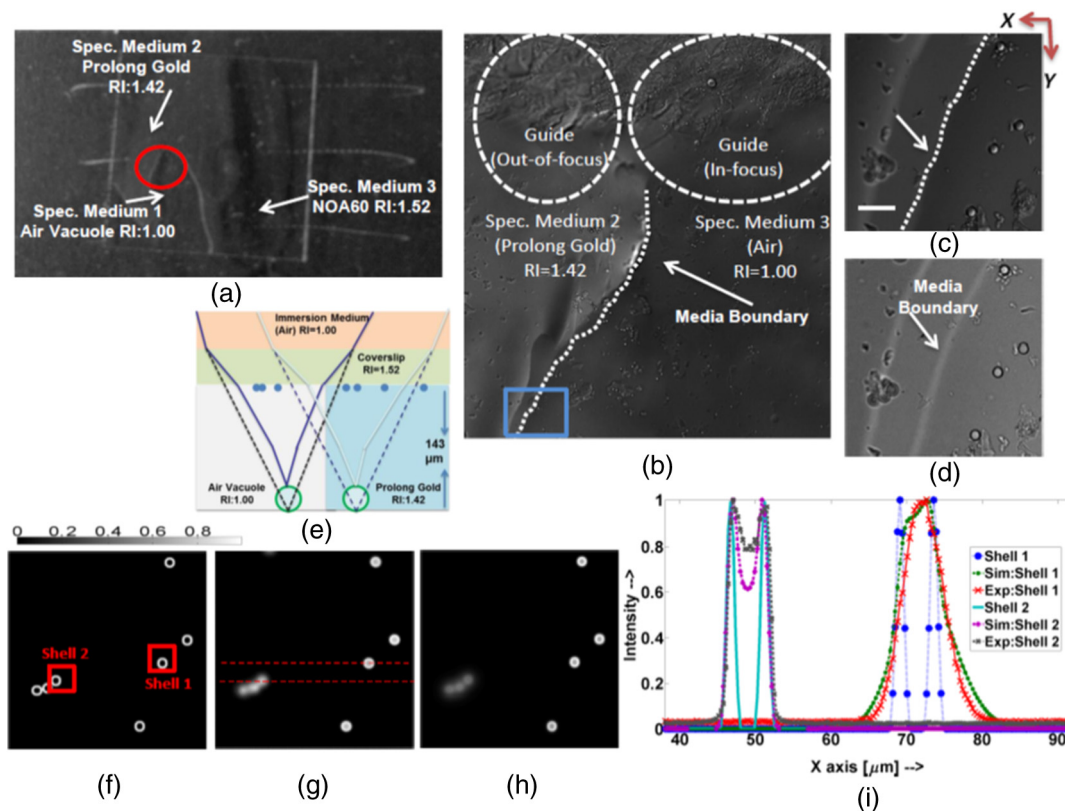 Spec. Medium 2
Prolong Gold
RI:1.42
Spec. Medium 1
Air Vacuole RI:1.00
Spec. Medium 3
NOA60 RI:1.52
(a)
Guide
(Out-of-focus)
Guide
(In-focus)
Spec. Medium 2
(Prolong Gold)
RI=1.42
Spec. Medium 3
(Air)
RI=1.00
Media Boundary
(b)
X
Y
(c)
Media
Boundary
(d)
Immersion Medium
(Air) RI=1.00
Coverslip
RI=1.52
143
μm
Air Vacuole
RI:1.00
Prolong Gold
RI:1.42
(e)
0 0.2 0.4 0.6 0.8
Shell 2
Shell 1
(f)
(g)
(h)
Intensity -->
1
0.8
0.6
0.4
0.2
0
40 50 60 70 80 90
X axis [μm] -->
Shell 1
Sim:Shell 1
Exp:Shell 1
Shell 2
Sim:Shell 2
Exp:Shell 2
(i)